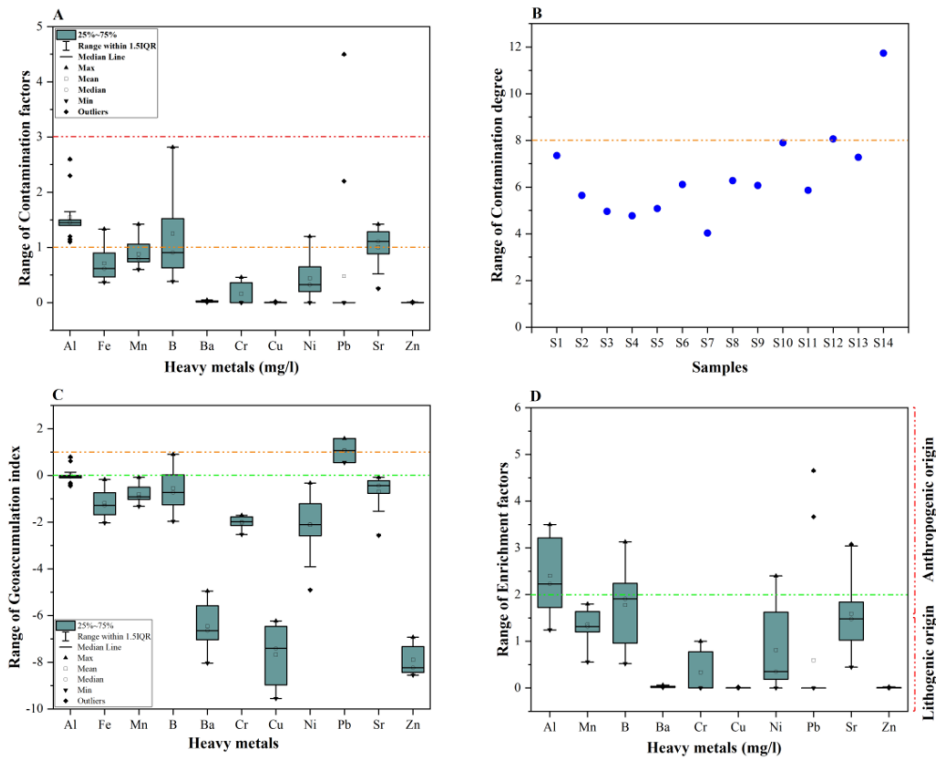 A
Range of Contamination factors
5
4
3
2
1
0
25%~75%
Range within 1.5IQR
Median Line
Max
Mean
Median
Min
Outliers
Al Fe Mn B Ba Cr Cu Ni Pb Sr Zn
Heavy metals (mg/l)
B
Range of Contamination degree
12
10
8
6
4
2
0
S1 S2 S3 S4 S5 S6 S7 S8 S9 S10 S11 S12 S13 S14
Samples
C
Range of Geoaccumulation index
2
0
-2
-4
-6
-8
-10
25%~75%
Range within 1.5IQR
Median Line
Max
Mean
Median
Min
Outliers
Al Fe Mn B Ba Cr Cu Ni Pb Sr Zn
Heavy metals
D
Range of Enrichment factors
6
5
4
3
2
1
0
Al Mn B Ba Cr Cu Ni Pb Sr Zn
Heavy metals (mg/l)
Anthropogenic origin
Lithogenic origin